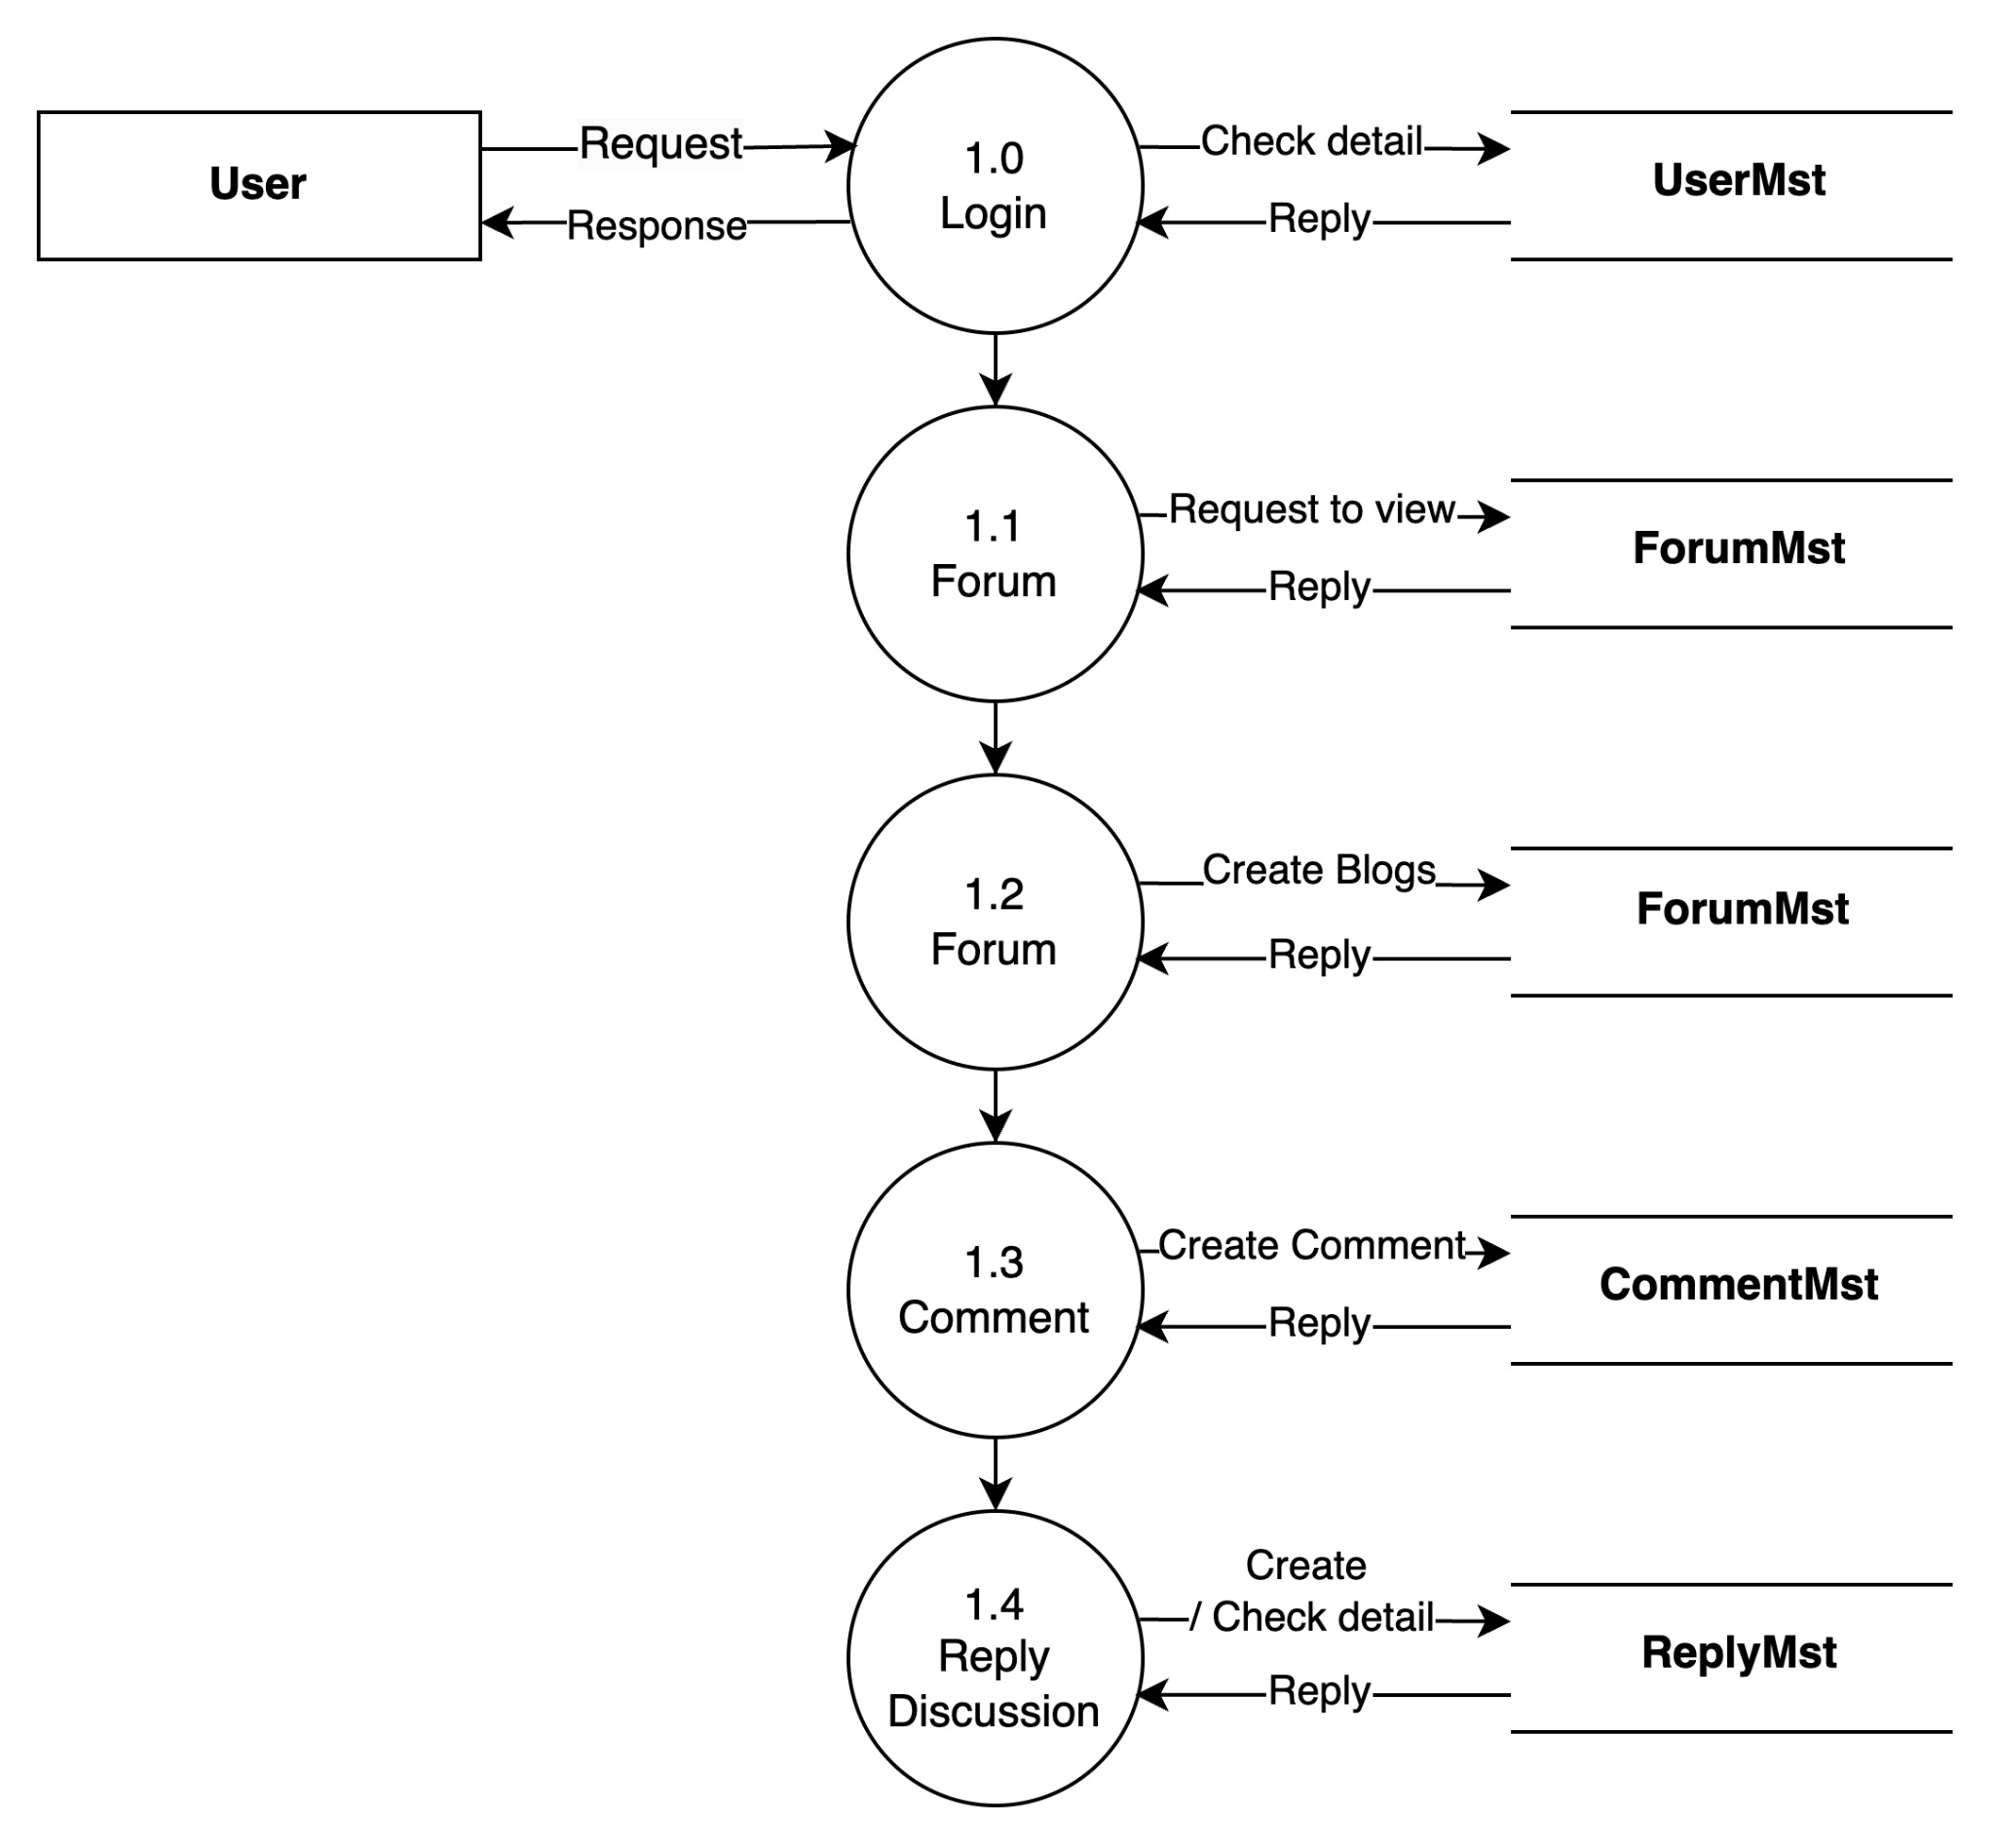 User
Request
Response
1.0
Login
Check detail
Reply
UserMst
1.1
Forum
Request to view
Reply
ForumMst
1.2
Forum
Create Blogs
Reply
ForumMst
1.3
Comment
Create Comment
Reply
CommentMst
1.4
Reply
Discussion
Create
/ Check detail
Reply
ReplyMst